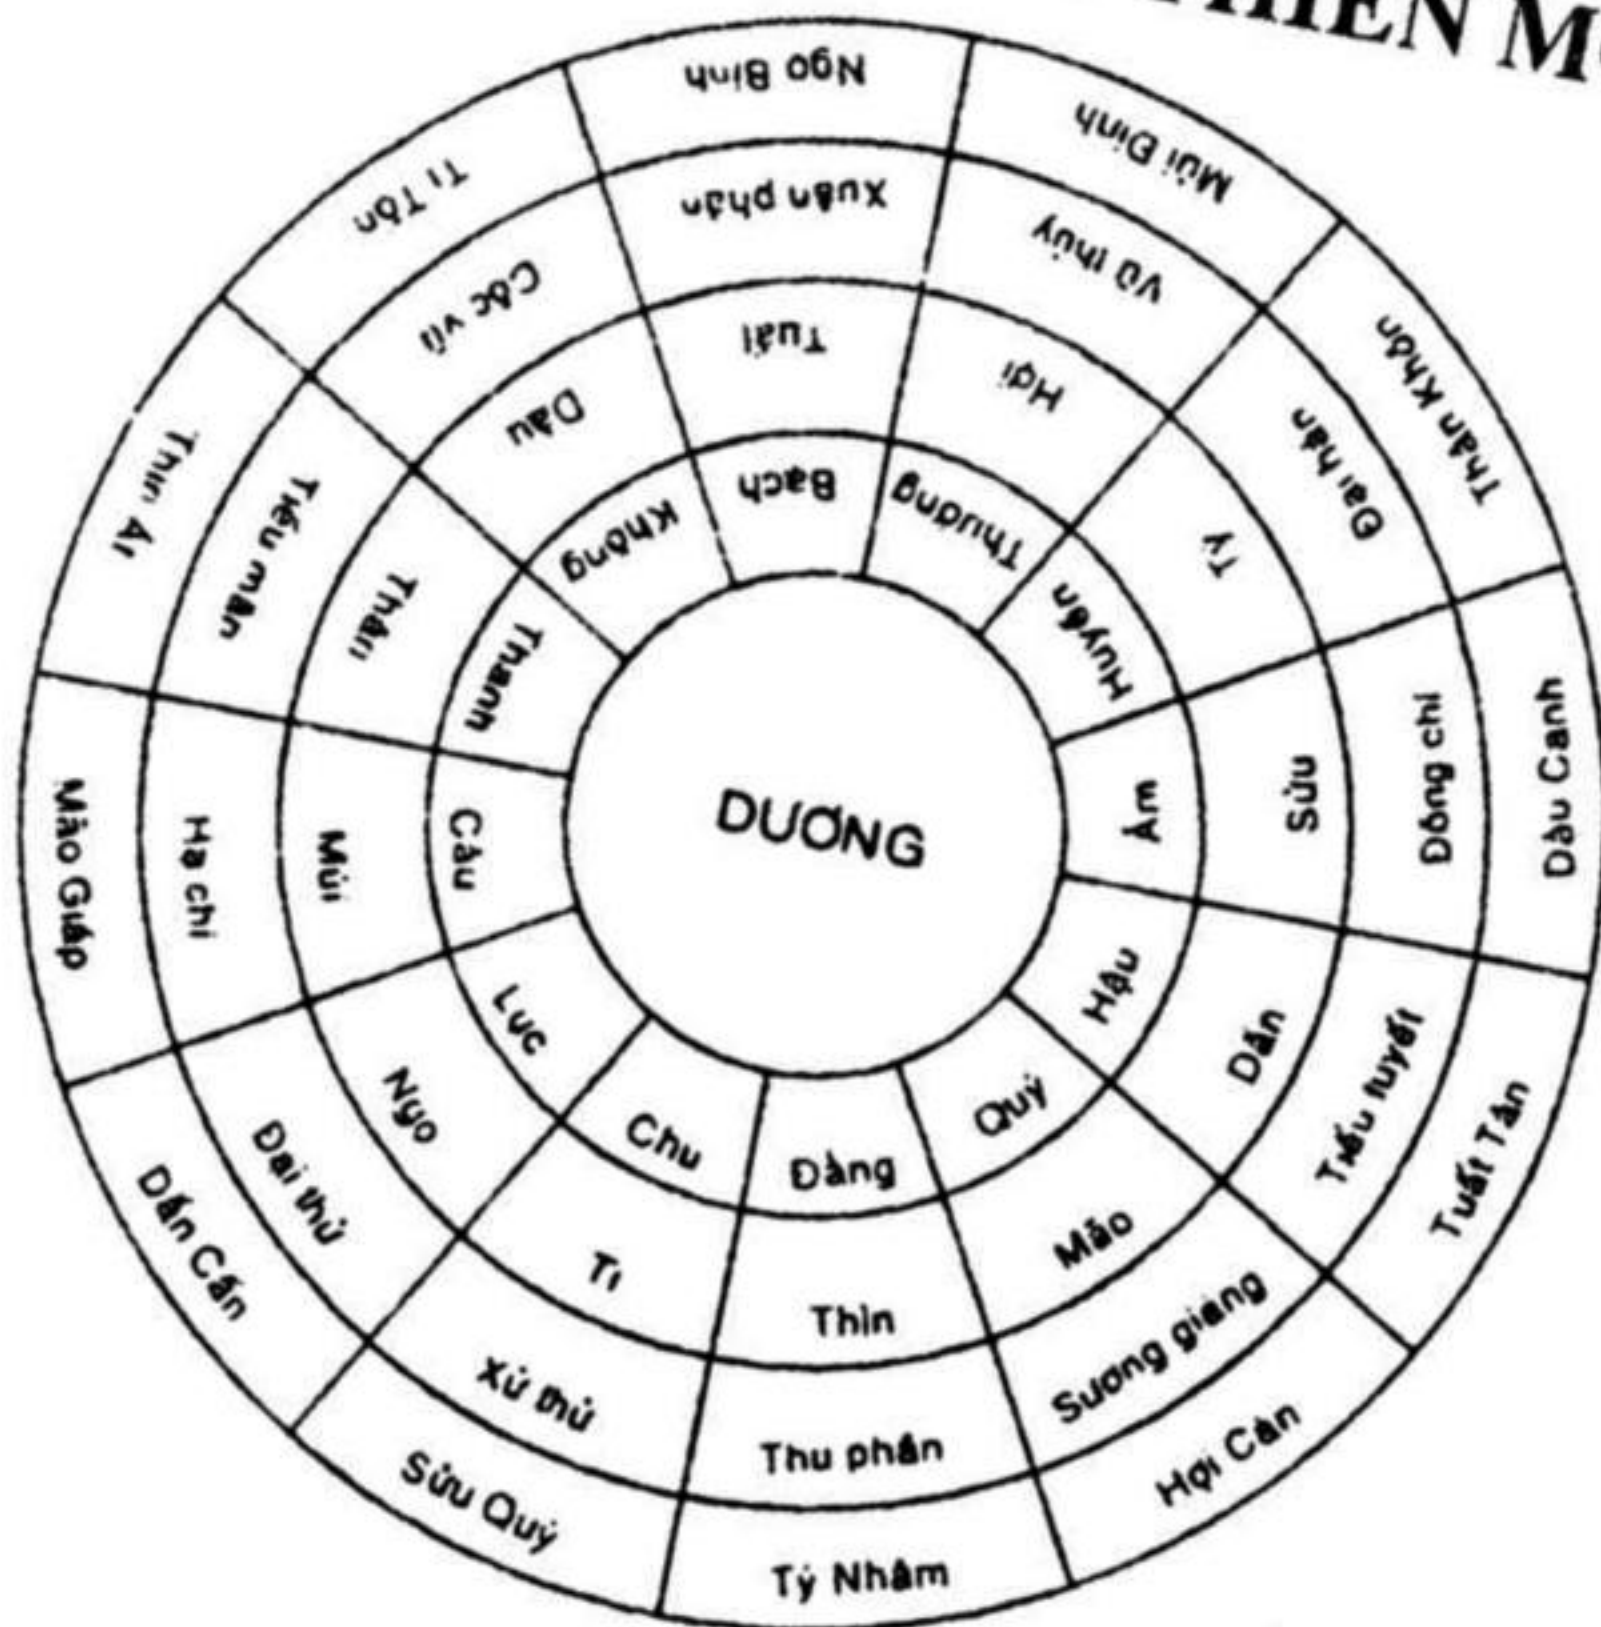 DƯƠNG
Ngọ Bính
Mùi Đinh
Thân Khôn
Dậu Canh
Tuất Tân
Hợi Càn
Tý Nhâm
Sửu Quý
Dần Cấn
Mão Giáp
Thìn Ất
Tị Tốn
Xuân phân
Vũ thủy
Đại hàn
Đông chí
Tiểu tuyết
Sương giáng
Thu phân
Xử thử
Đại thử
Hạ chí
Tiểu mãn
Cốc vũ
Tuất
Hợi
Tý
Sửu
Dần
Mão
Thìn
Tị
Ngọ
Mùi
Thân
Dậu
Bạch
Thường
Huyền
Âm
Hậu
Quý
Đằng
Chu
Lục
Câu
Thanh
Không